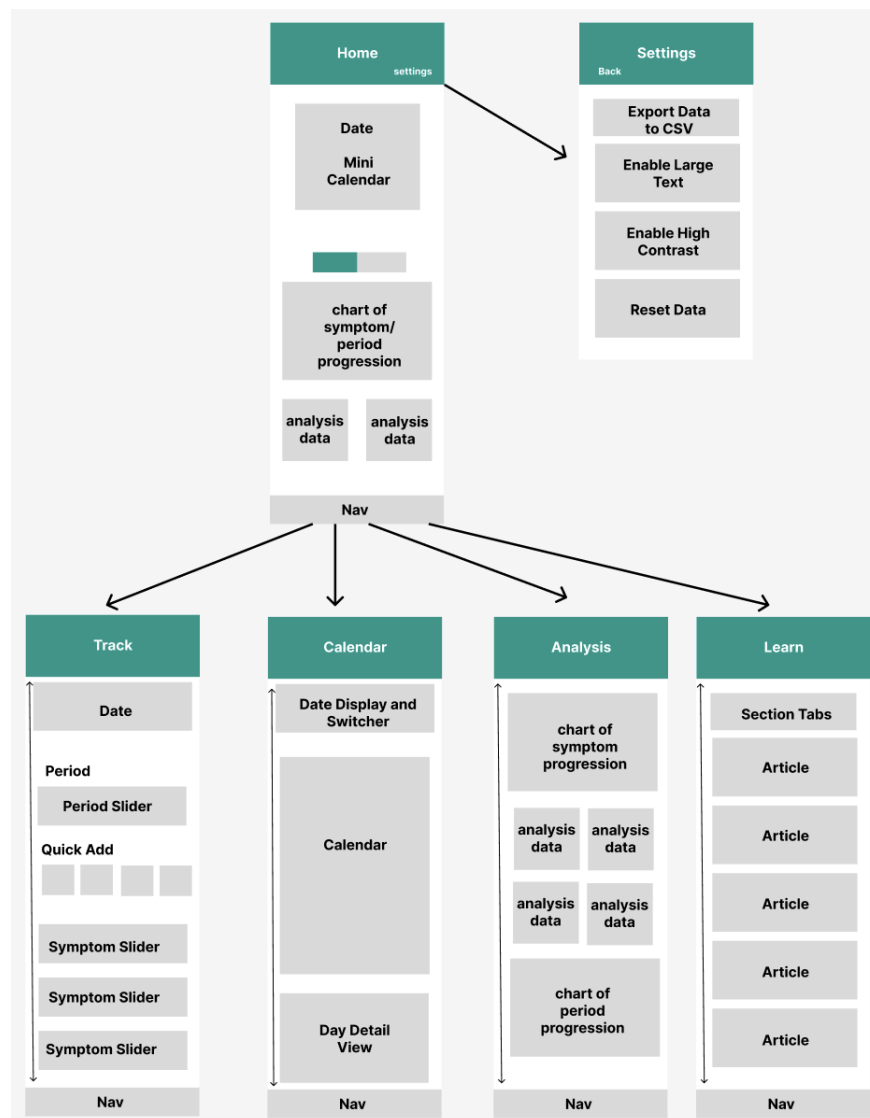 Home
settings
Date
Mini
Calendar
chart of
symptom/
period
progression
analysis
data
analysis
data
Nav
Settings
Back
Export Data
to CSV
Enable Large
Text
Enable High
Contrast
Reset Data
Track
Date
Period
Period Slider
Quick Add
Symptom Slider
Symptom Slider
Symptom Slider
Nav
Calendar
Date Display and
Switcher
Calendar
Day Detail
View
Nav
Analysis
chart of
symptom
progression
analysis
data
analysis
data
analysis
data
analysis
data
chart of
period
progression
Nav
Learn
Section Tabs
Article
Article
Article
Article
Article
Nav